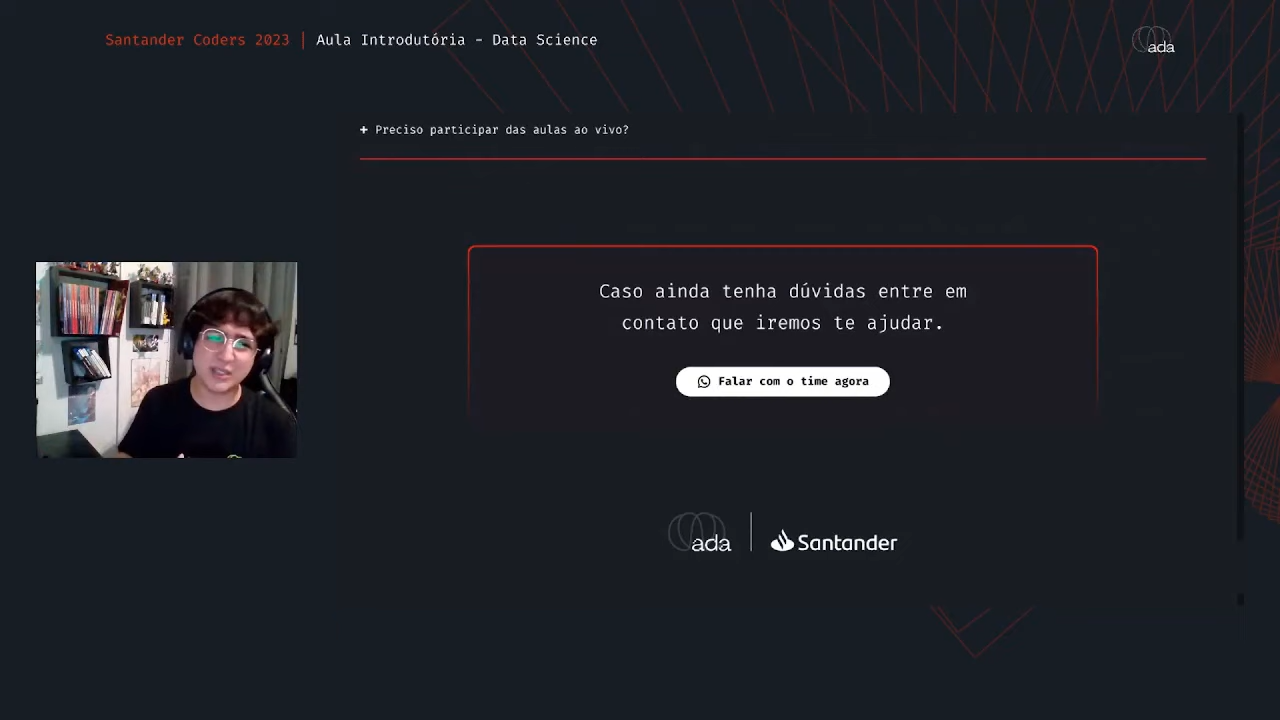 Santander Coders 2023 | Aula Introdutória - Data Science
ada
+ Preciso participar das aulas ao vivo?
Caso ainda tenha dúvidas entre em
contato que iremos te ajudar.
Falar com o time agora
ada | Santander